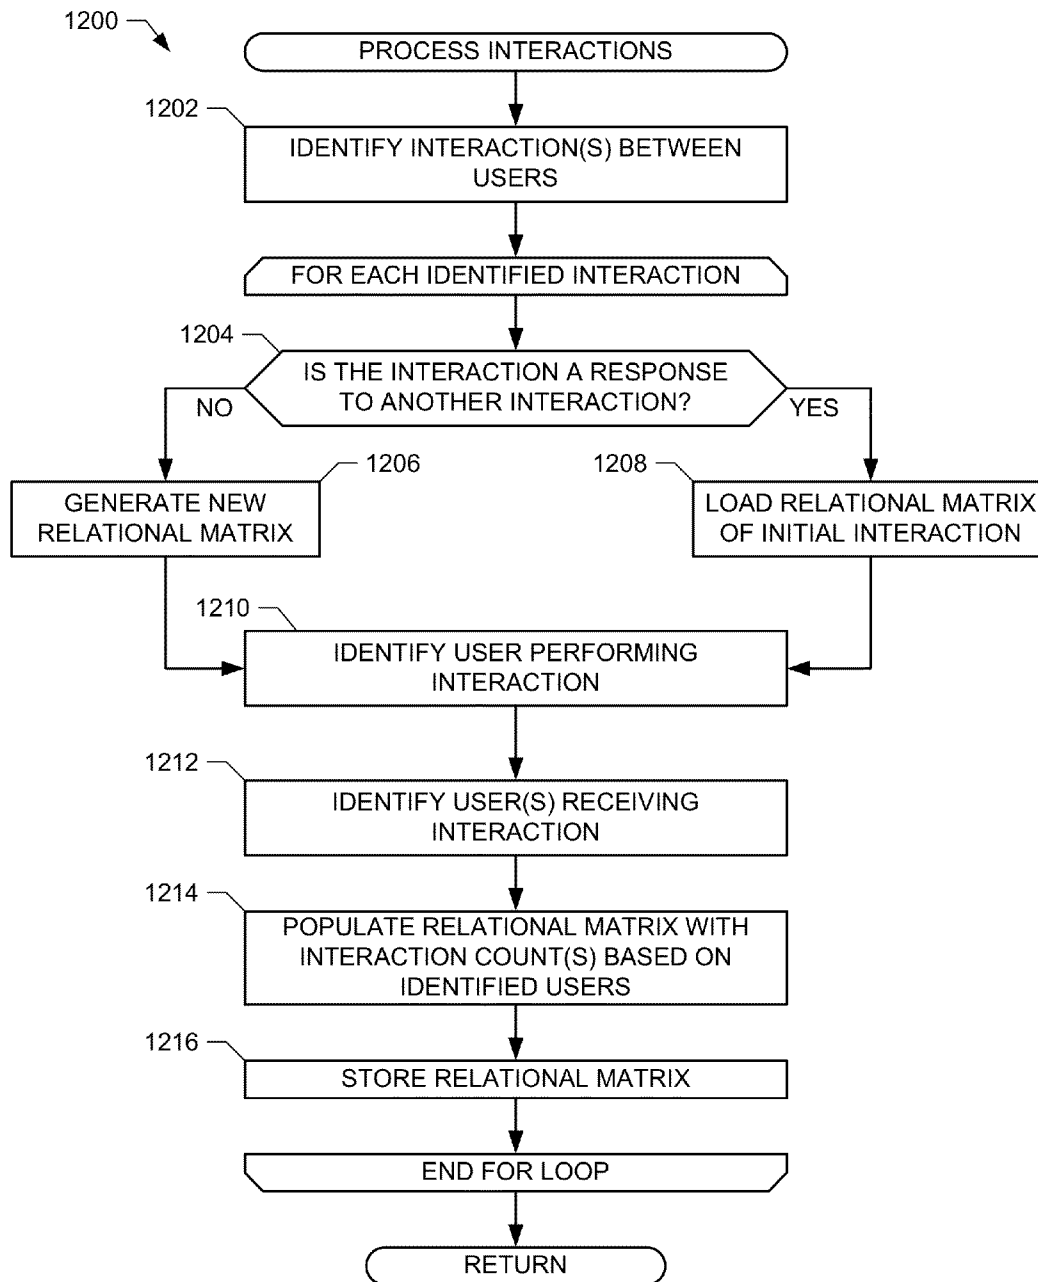 1200
PROCESS INTERACTIONS
1202
IDENTIFY INTERACTION(S) BETWEEN
USERS
FOR EACH IDENTIFIED INTERACTION
1204
IS THE INTERACTION A RESPONSE
TO ANOTHER INTERACTION?
NO
YES
1206
GENERATE NEW
RELATIONAL MATRIX
1208
LOAD RELATIONAL MATRIX
OF INITIAL INTERACTION
1210
IDENTIFY USER PERFORMING
INTERACTION
1212
IDENTIFY USER(S) RECEIVING
INTERACTION
1214
POPULATE RELATIONAL MATRIX WITH
INTERACTION COUNT(S) BASED ON
IDENTIFIED USERS
1216
STORE RELATIONAL MATRIX
END FOR LOOP
RETURN